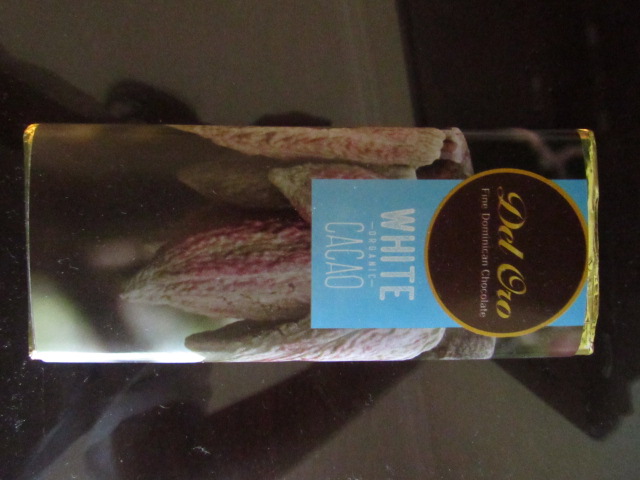 Del Oro
Fine Dominican Chocolate
WHITE
—ORGANIC—
CACAO